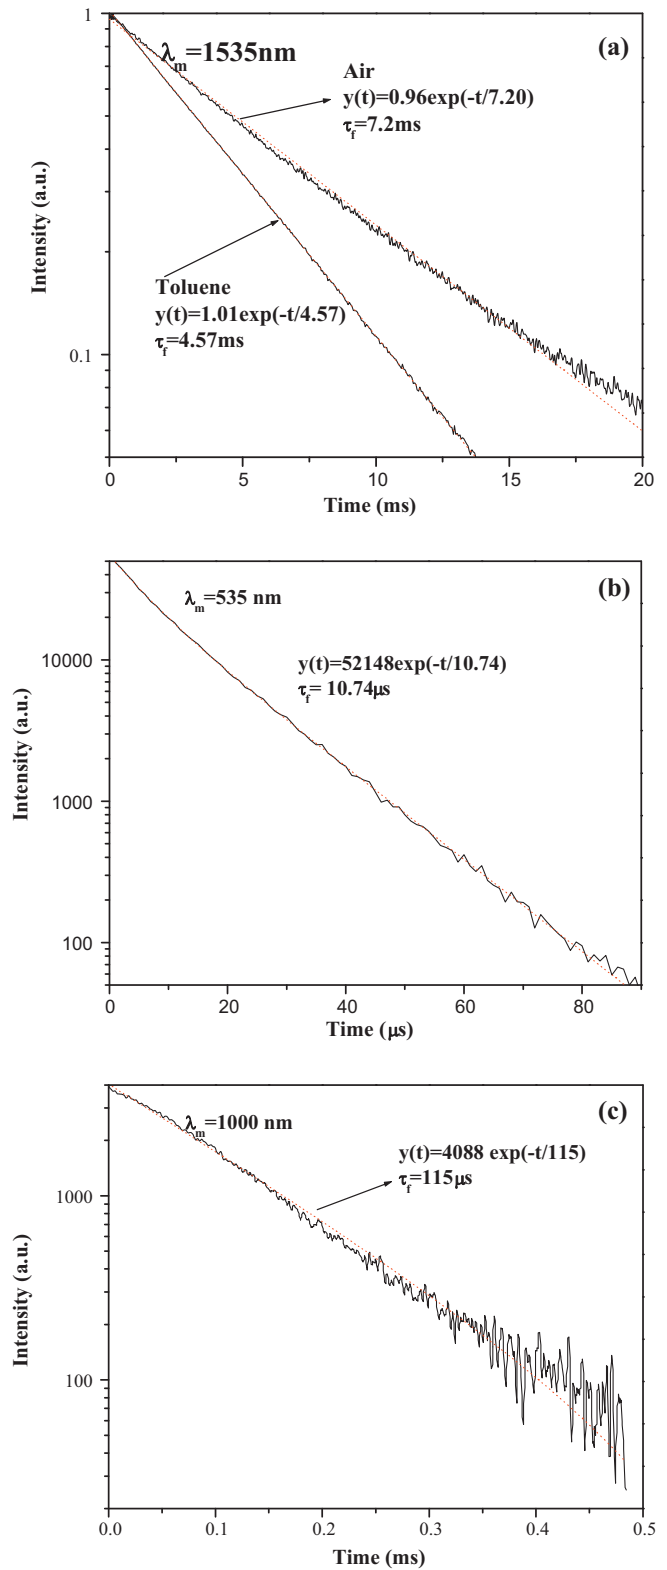 (a)
λm=1535nm
Air
y(t)=0.96exp(-t/7.20)
τf=7.2ms
Toluene
y(t)=1.01exp(-t/4.57)
τf=4.57ms
Intensity (a.u.)
1
0.1
0 5 10 15 20
Time (ms)
(b)
λm=535 nm
y(t)=52148exp(-t/10.74)
τf= 10.74μs
Intensity (a.u.)
10000
1000
100
0 20 40 60 80
Time (μs)
(c)
λm=1000 nm
y(t)=4088 exp(-t/115)
τf=115μs
Intensity (a.u.)
1000
100
0.0 0.1 0.2 0.3 0.4 0.5
Time (ms)